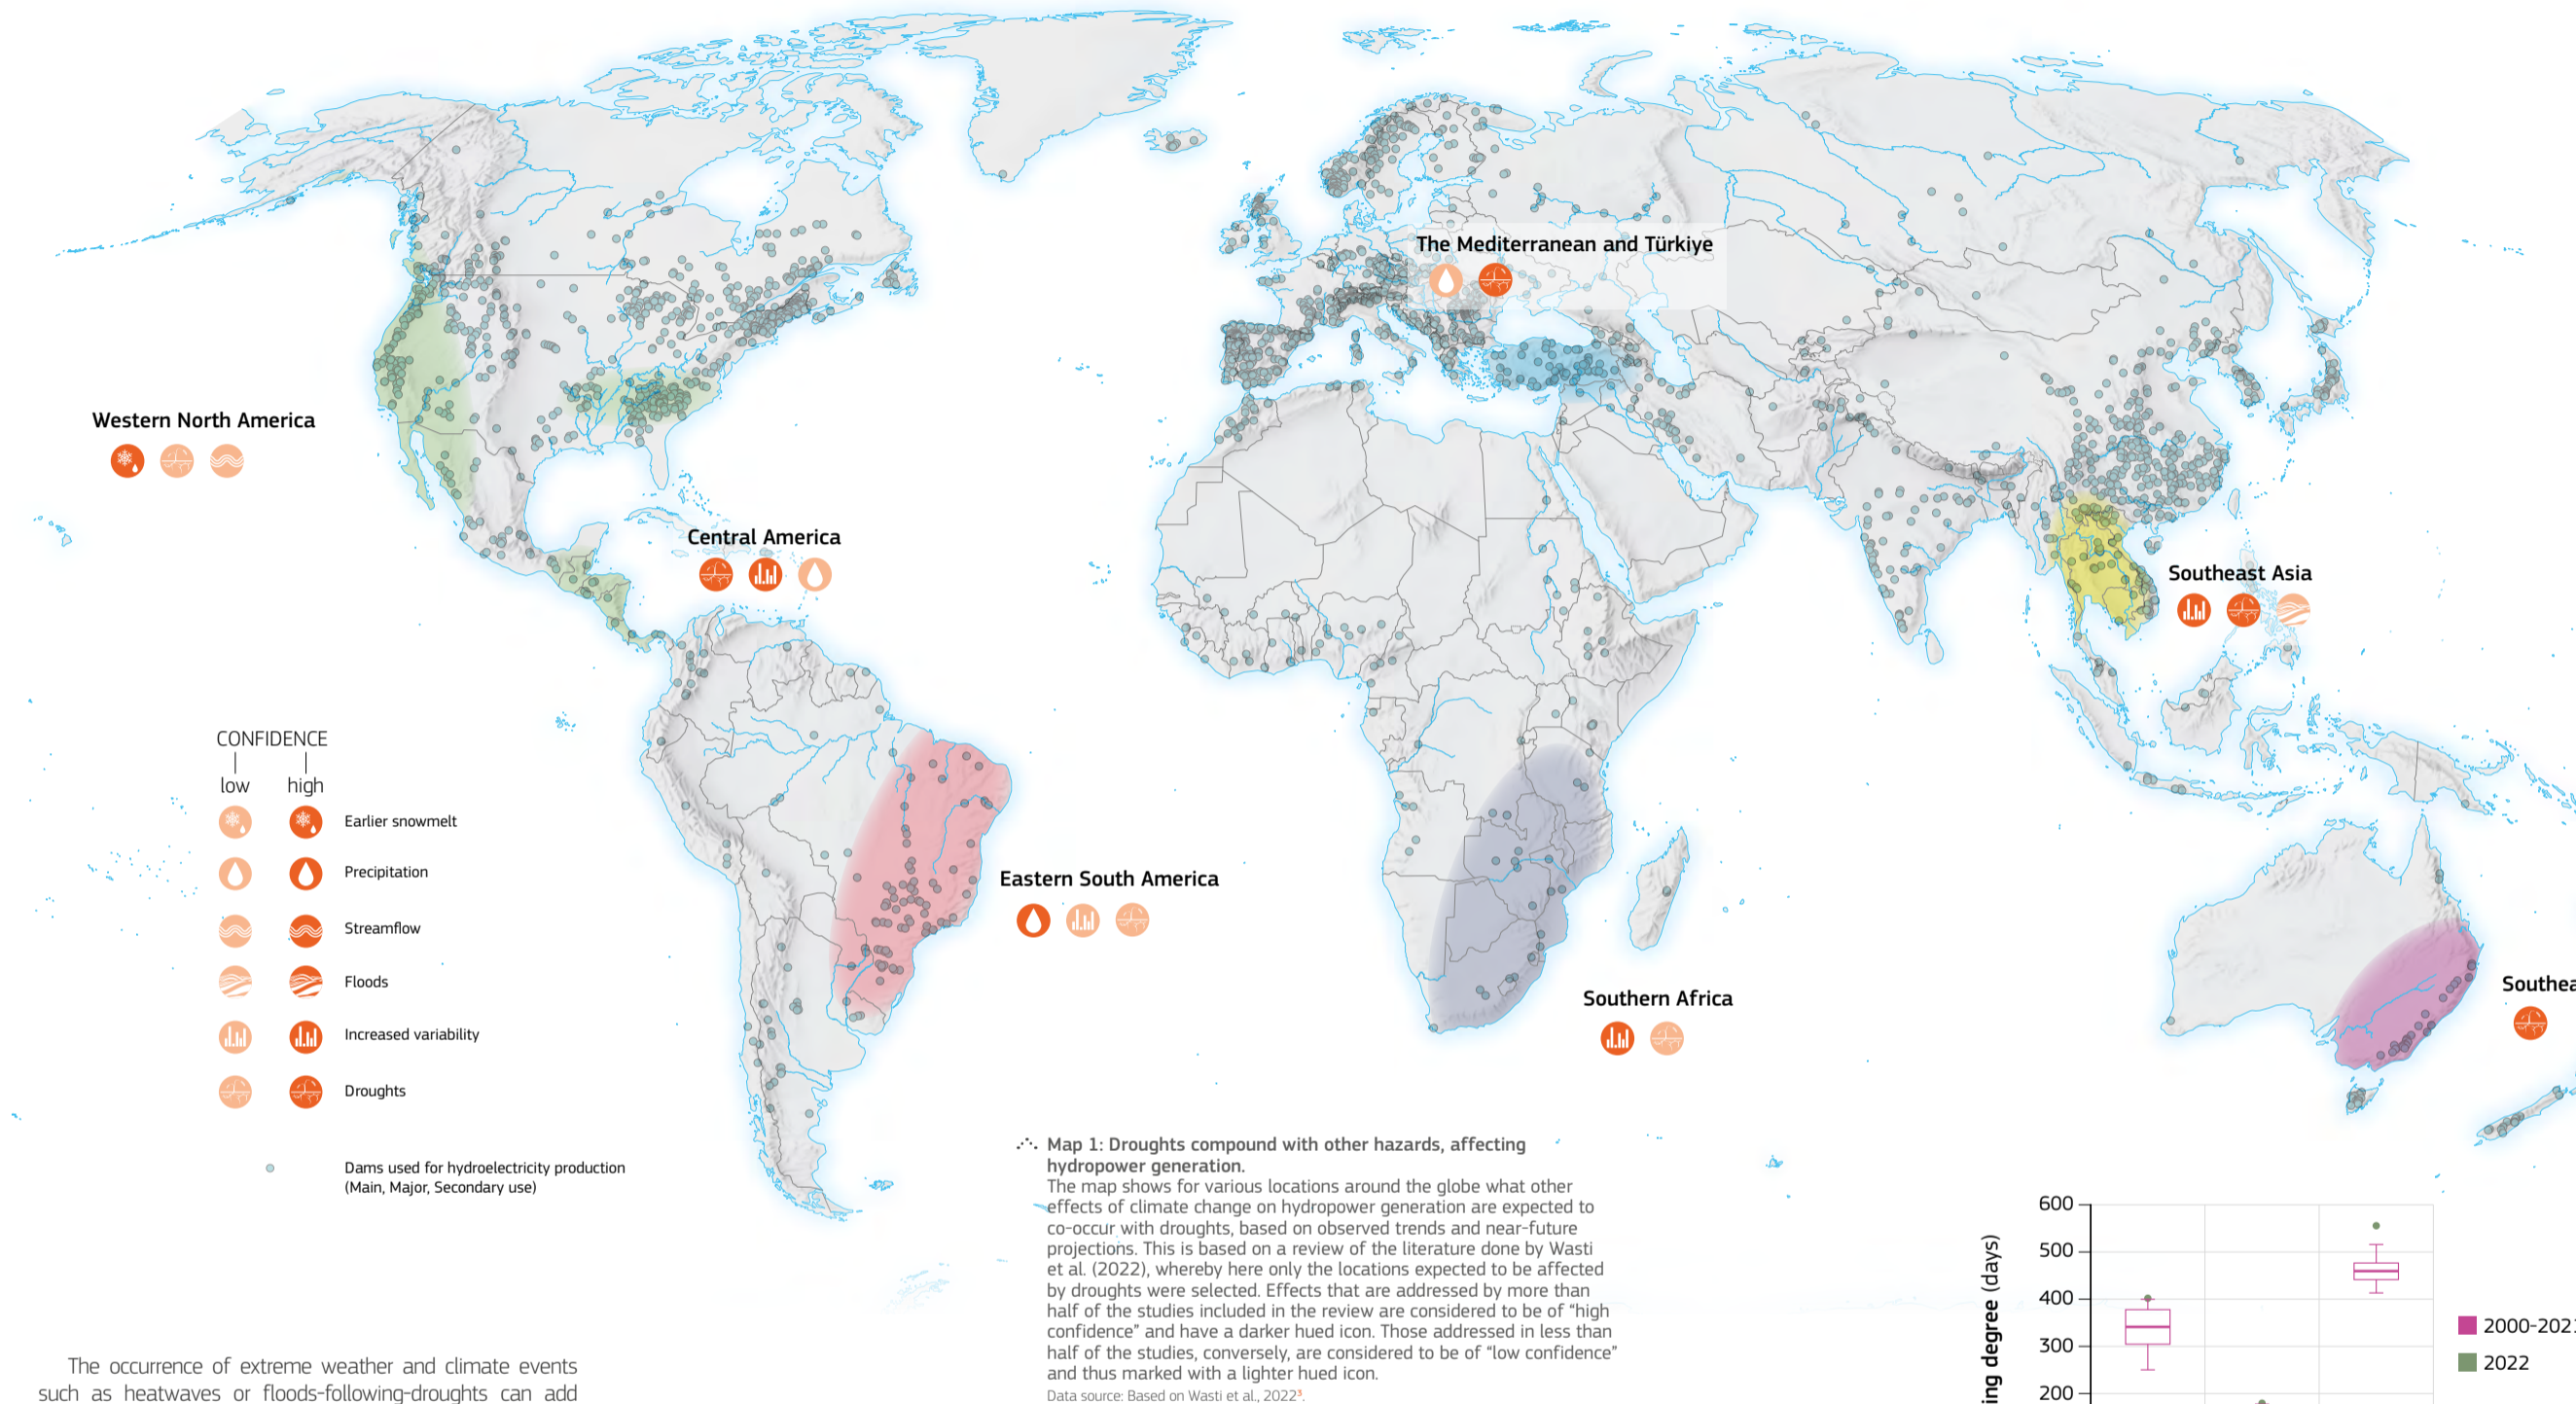 The Mediterranean and Türkiye
Western North America
Central America
Southeast Asia
CONFIDENCE
low high
Earlier snowmelt
Precipitation
Streamflow
Floods
Increased variability
Droughts
Dams used for hydroelectricity production
(Main, Major, Secondary use)
Eastern South America
Southern Africa
Map 1: Droughts compound with other hazards, affecting
hydropower generation.
The map shows for various locations around the globe what other
effects of climate change on hydropower generation are expected to
co-occur with droughts, based on observed trends and near-future
projections. This is based on a review of the literature done by Wasti
et al. (2022), whereby here only the locations expected to be affected
by droughts were selected. Effects that are addressed by more than
half of the studies included in the review are considered to be of “high
confidence” and have a darker hued icon. Those addressed in less than
half of the studies, conversely, are considered to be of “low confidence”
and thus marked with a lighter hued icon.
Data source: Based on Wasti et al., 2022³.
The occurrence of extreme weather and climate events
such as heatwaves or floods-following-droughts can add
600
500
400
300
200
degree (days)
2000-2021
2022